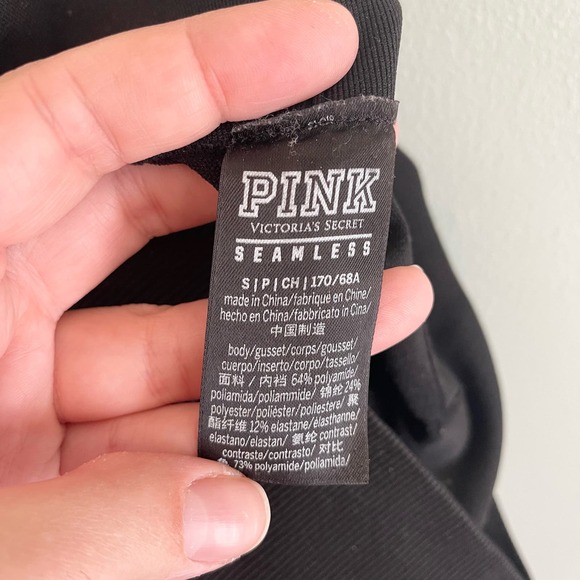 PINK
VICTORIA'S SECRET
SEAMLESS
S|P|CH|170/68A
made in China/fabriqué en Chine/
hecho en China/fabbricato in Cina/
中国制造
body/gusset/corps/gousset/
cuerpo/inserto/corpo/tassello/
面料 / 内裆 64% polyamide/
poliamida/poliammide/ 锦纶 24%
polyester/poliéster/poliestere/ 聚
酯纤维 12% elastane/élasthanne/
elastano/elastan/ 氨纶 contrast/
contraste/contrasto/ 对比
73% polyamide/poliamida/